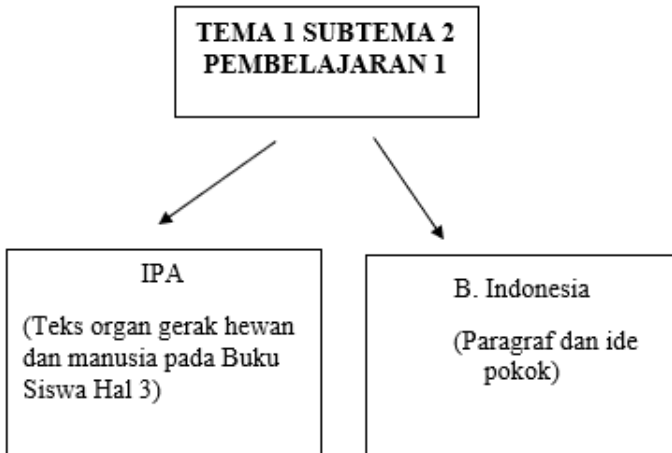 TEMA 1 SUBTEMA 2
PEMBELAJARAN 1
IPA
(Teks organ gerak hewan
dan manusia pada Buku
Siswa Hal 3)
B. Indonesia
(Paragraf dan ide
pokok)